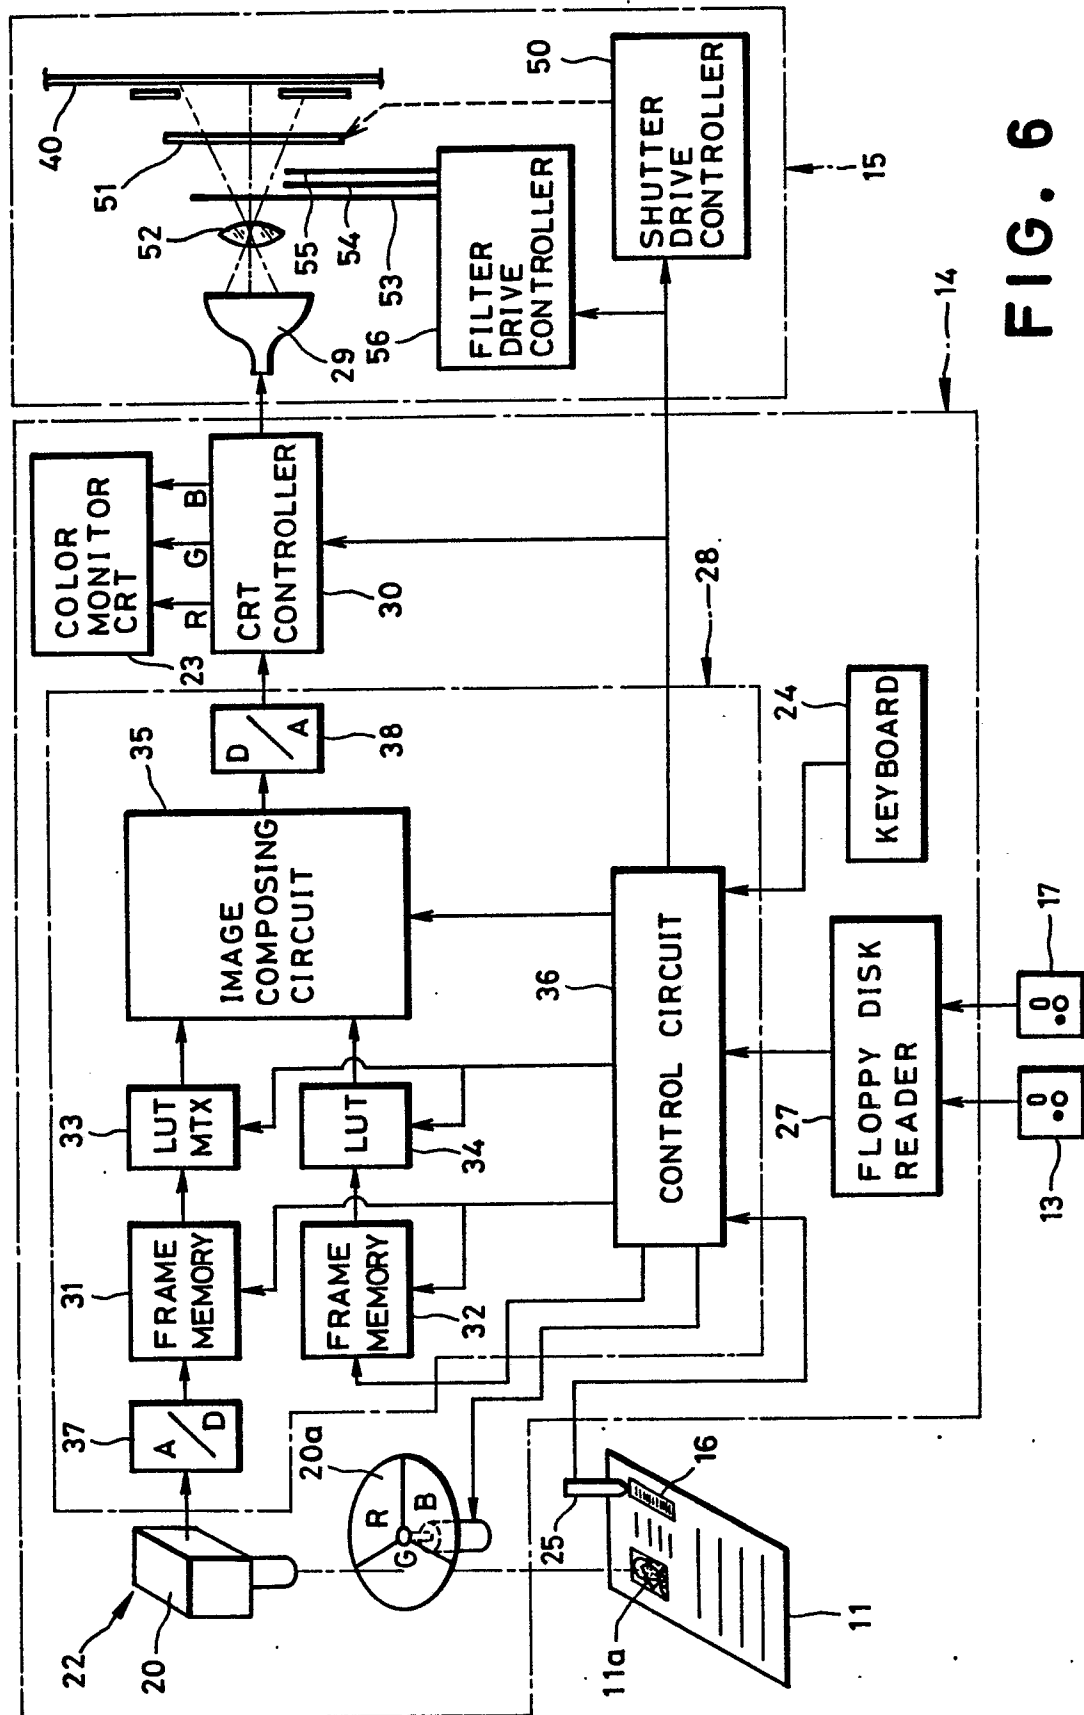 22
20
37
A/D
31
FRAME
MEMORY
33
LUT
MTX
35
IMAGE
COMPOSING
CIRCUIT
38
D/A
23
COLOR
MONITOR
CRT
R
G
B
CRT
CONTROLLER
30
29
52
51
40
53
54
55
56
FILTER
DRIVE
CONTROLLER
50
SHUTTER
DRIVE
CONTROLLER
15
FRAME
MEMORY
32
LUT
34
20a
R
G
B
36
CONTROL CIRCUIT
28
25
16
11a
11
27
FLOPPY DISK
READER
24
KEYBOARD
14
13
17
FIG. 6